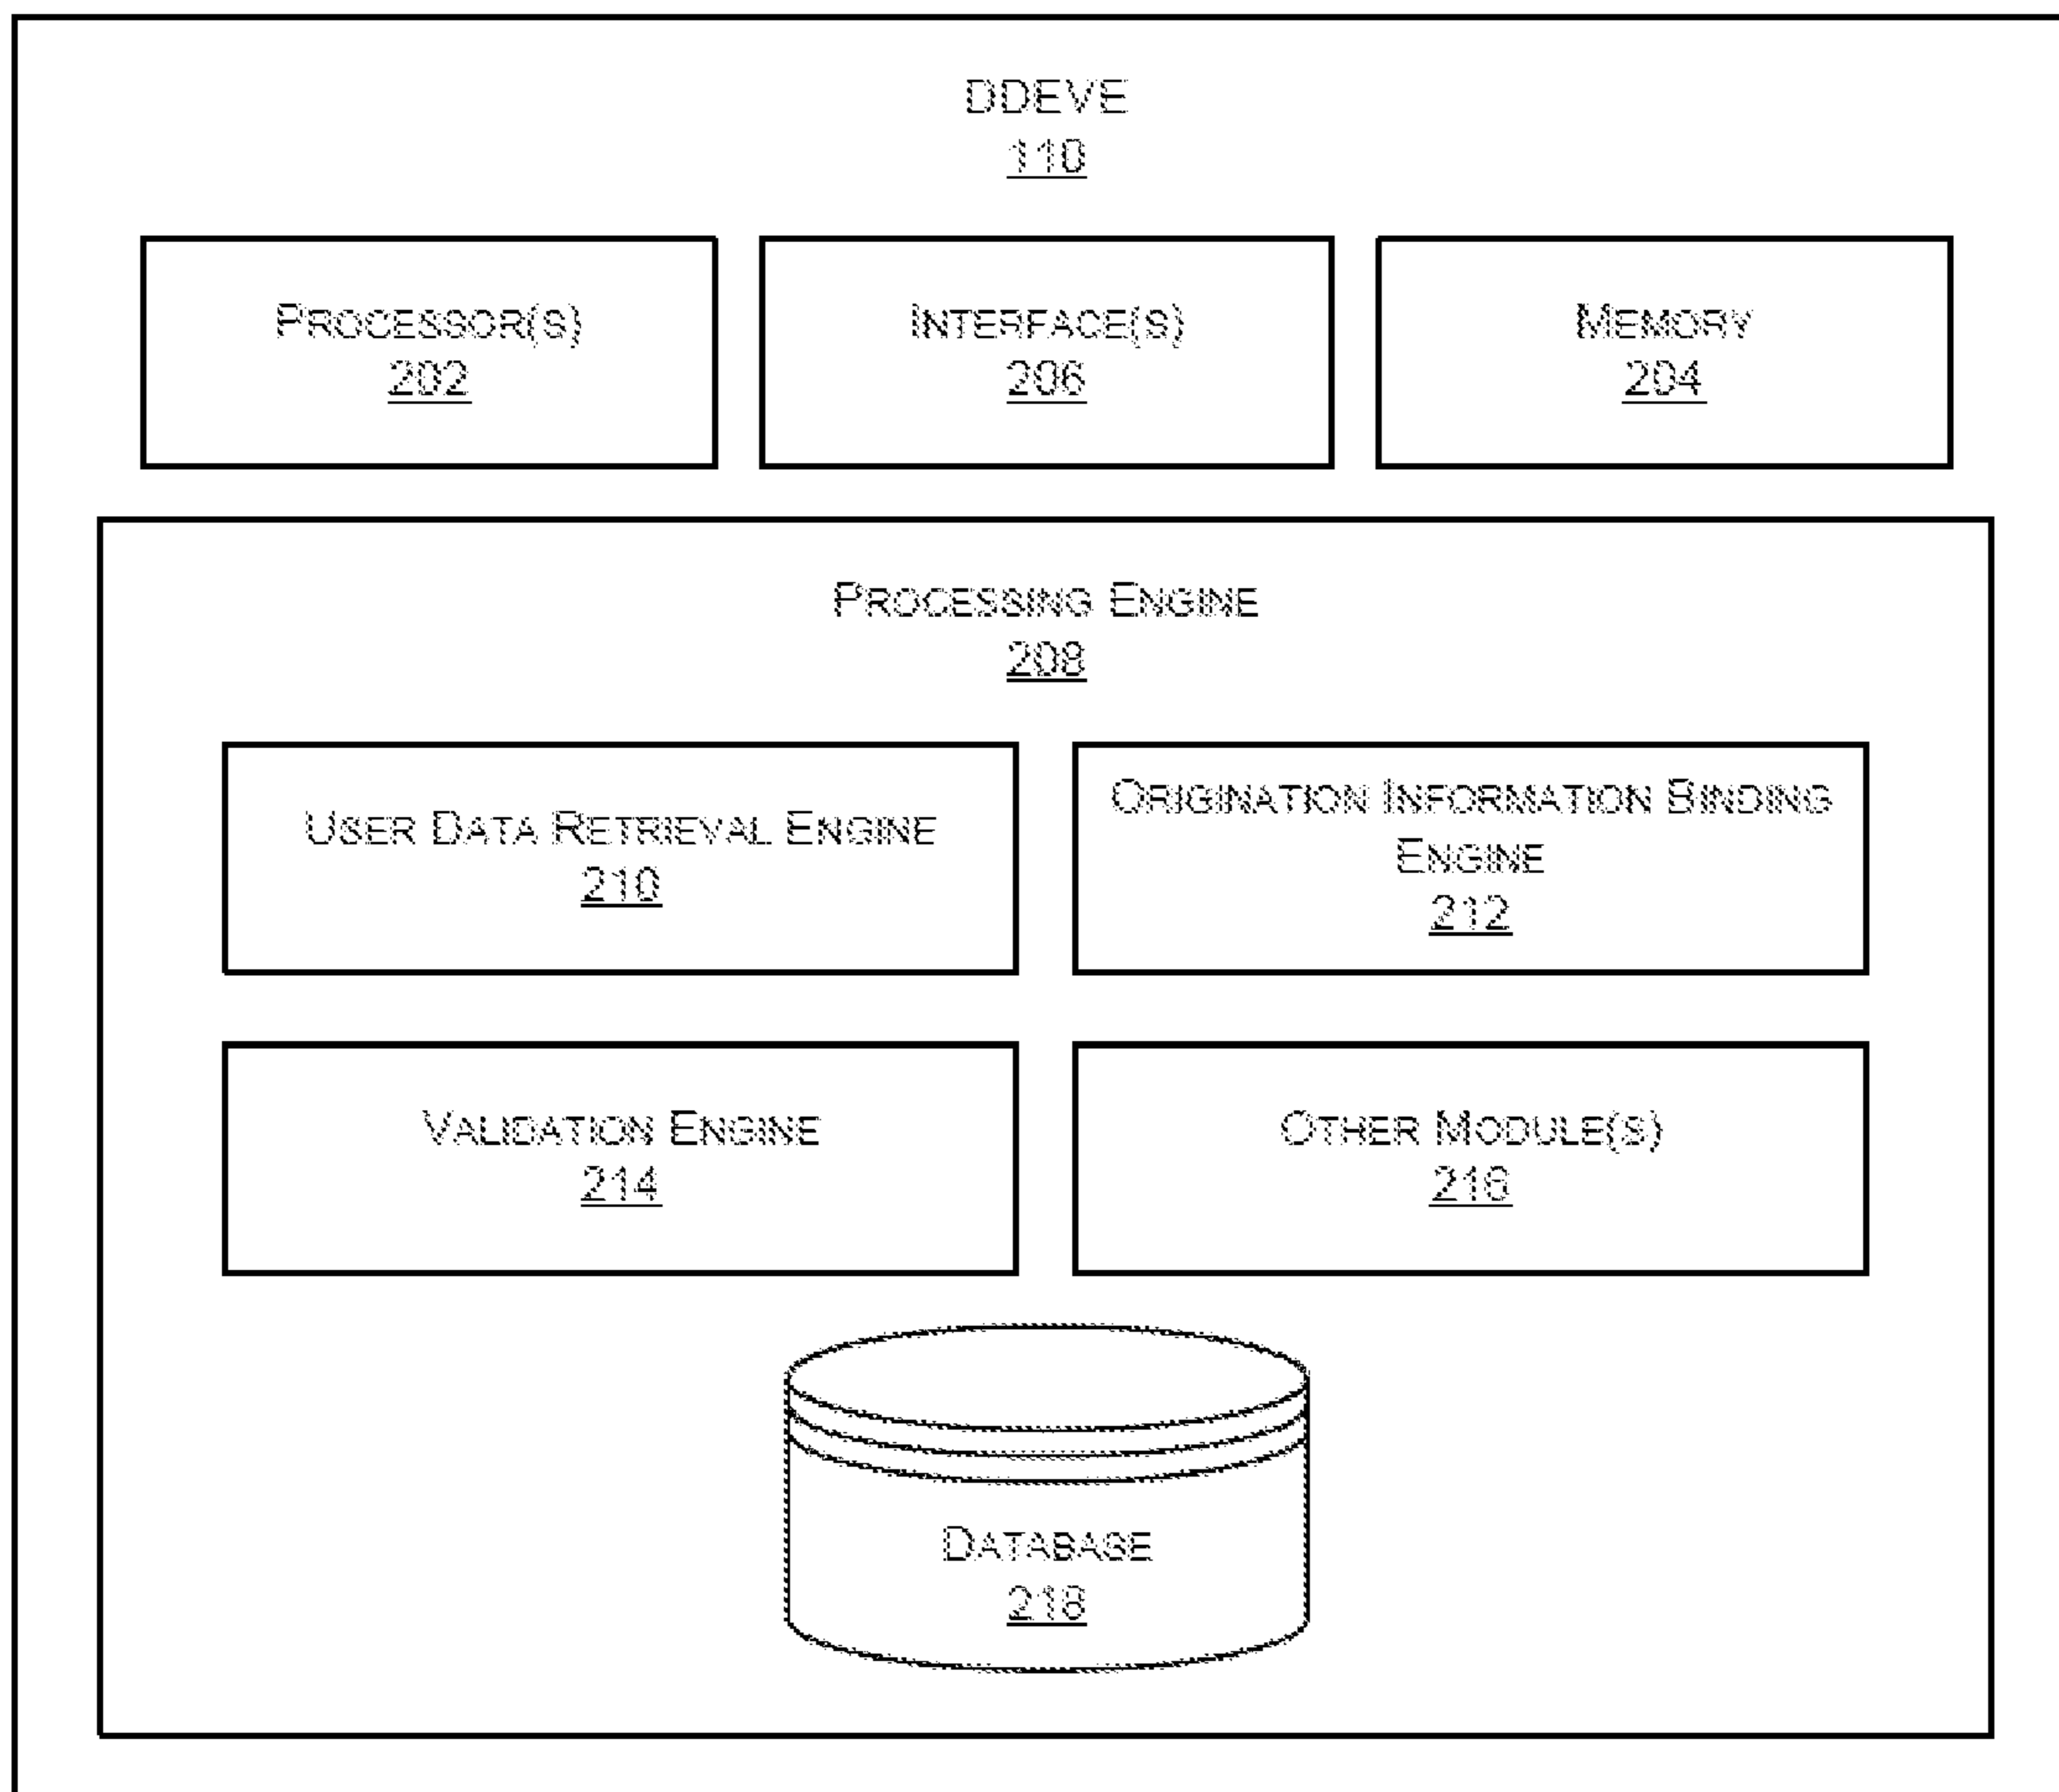 DDEVE
110
PROCESSOR(S)
202
INTERFACE(S)
206
MEMORY
204
PROCESSING ENGINE
208
USER DATA RETRIEVAL ENGINE
210
ORIGINATION INFORMATION BINDING
ENGINE
212
VALIDATION ENGINE
214
OTHER MODULE(S)
216
DATABASE
218